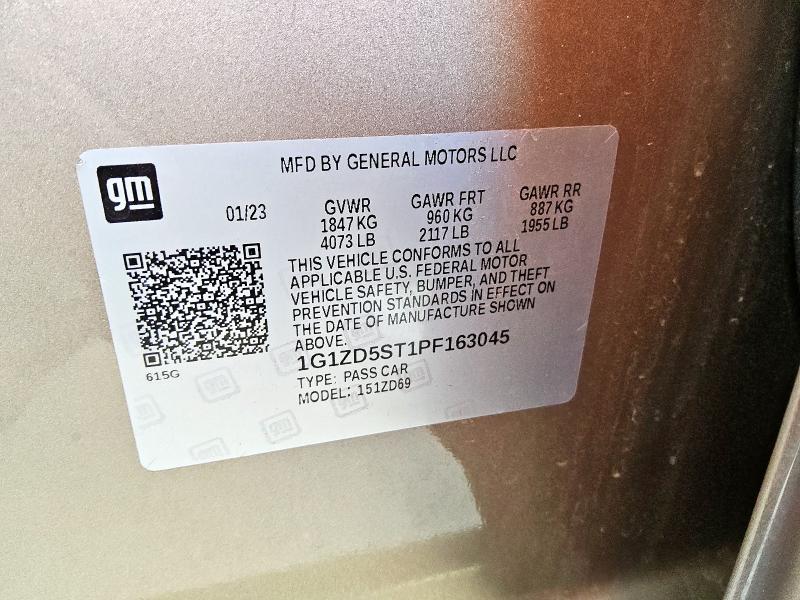 gm
MFD BY GENERAL MOTORS LLC
01/23
GVWR
1847 KG
4073 LB
GAWR FRT
960 KG
2117 LB
GAWR RR
887 KG
1955 LB
THIS VEHICLE CONFORMS TO ALL
APPLICABLE U.S. FEDERAL MOTOR
VEHICLE SAFETY, BUMPER, AND THEFT
PREVENTION STANDARDS IN EFFECT ON
THE DATE OF MANUFACTURE SHOWN
ABOVE.
1G1ZD5ST1PF163045
615G
TYPE: PASS CAR
MODEL: 151ZD69